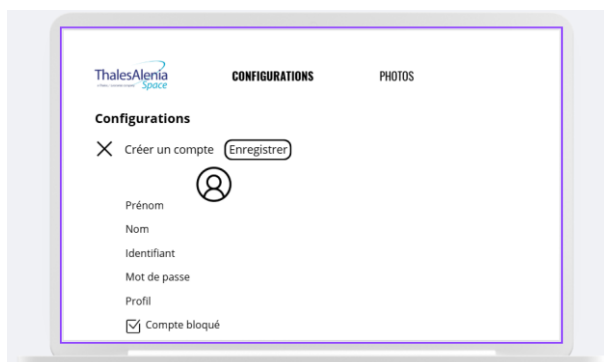 ThalesAlenia
Space
CONFIGURATIONS PHOTOS
Configurations
Créer un compte Enregistrer
Prénom
Nom
Identifiant
Mot de passe
Profil
Compte bloqué